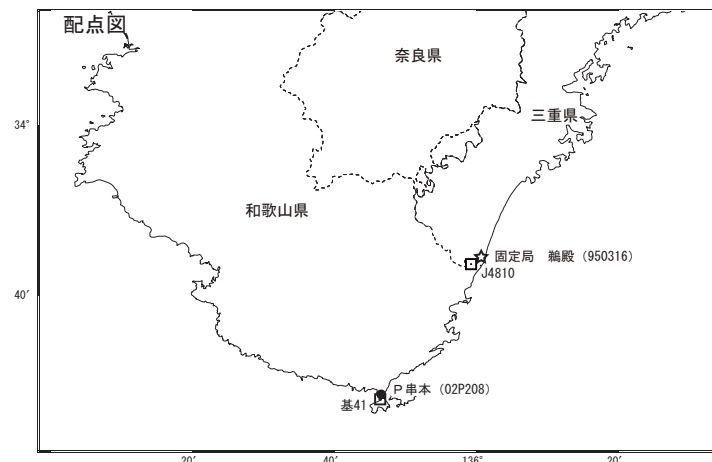 配点図
奈良県
34°
三重県
和歌山県
固定局 鵜殿(950316)
J4810
40′
P串本(02P208)
基41
20′
40′
136°
20′